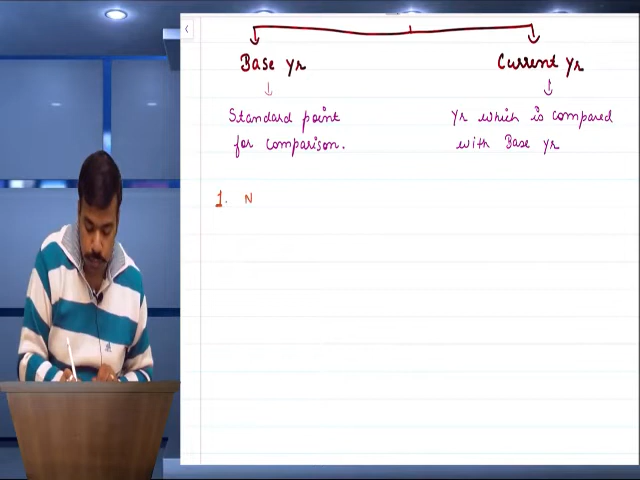 Base yr
Current yr
Standard point
for comparison.
Yr which is compared
with Base yr
1. N